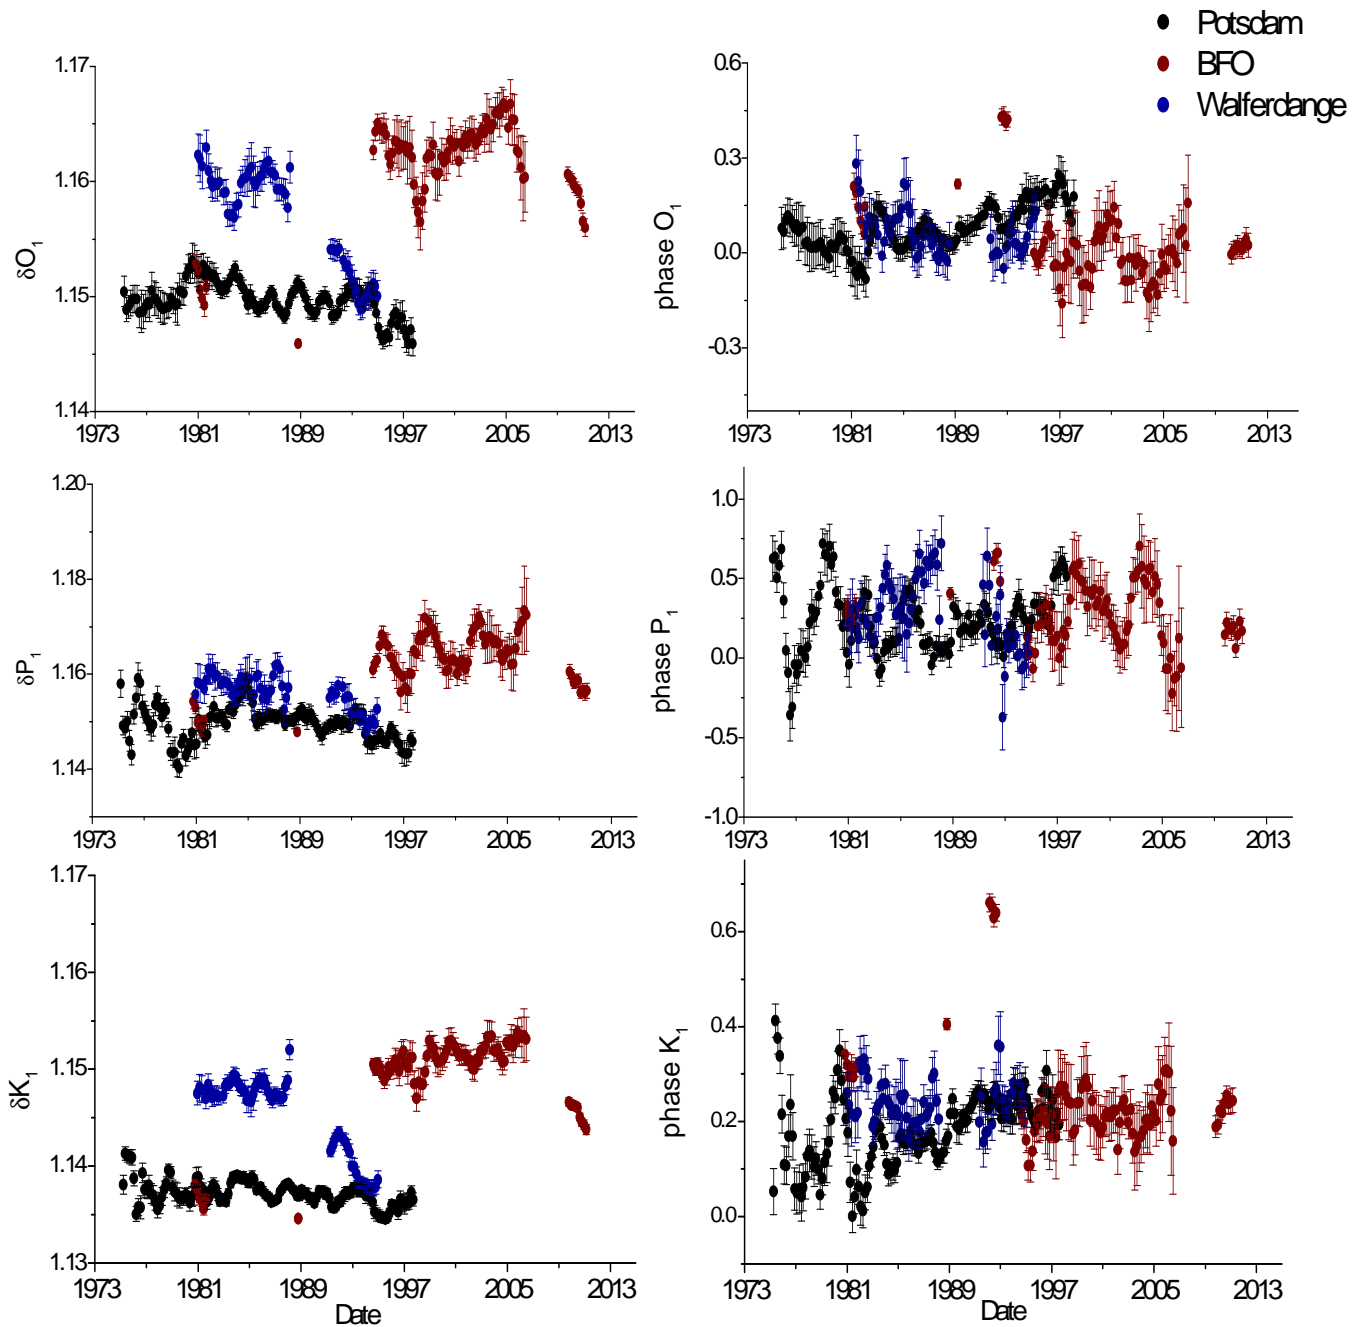 Potsdam
BFO
Walferdange
δO1
1.17
1.16
1.15
1.14
1973 1981 1989 1997 2005 2013
phase O1
0.6
0.3
0.0
-0.3
1973 1981 1989 1997 2005 2013
δP1
1.20
1.18
1.16
1.14
1973 1981 1989 1997 2005 2013
phase P1
1.0
0.5
0.0
-0.5
-1.0
1973 1981 1989 1997 2005 2013
δK1
1.17
1.16
1.15
1.14
1.13
1973 1981 1989 1997 2005 2013
Date
phase K1
0.6
0.4
0.2
0.0
1973 1981 1989 1997 2005 2013
Date